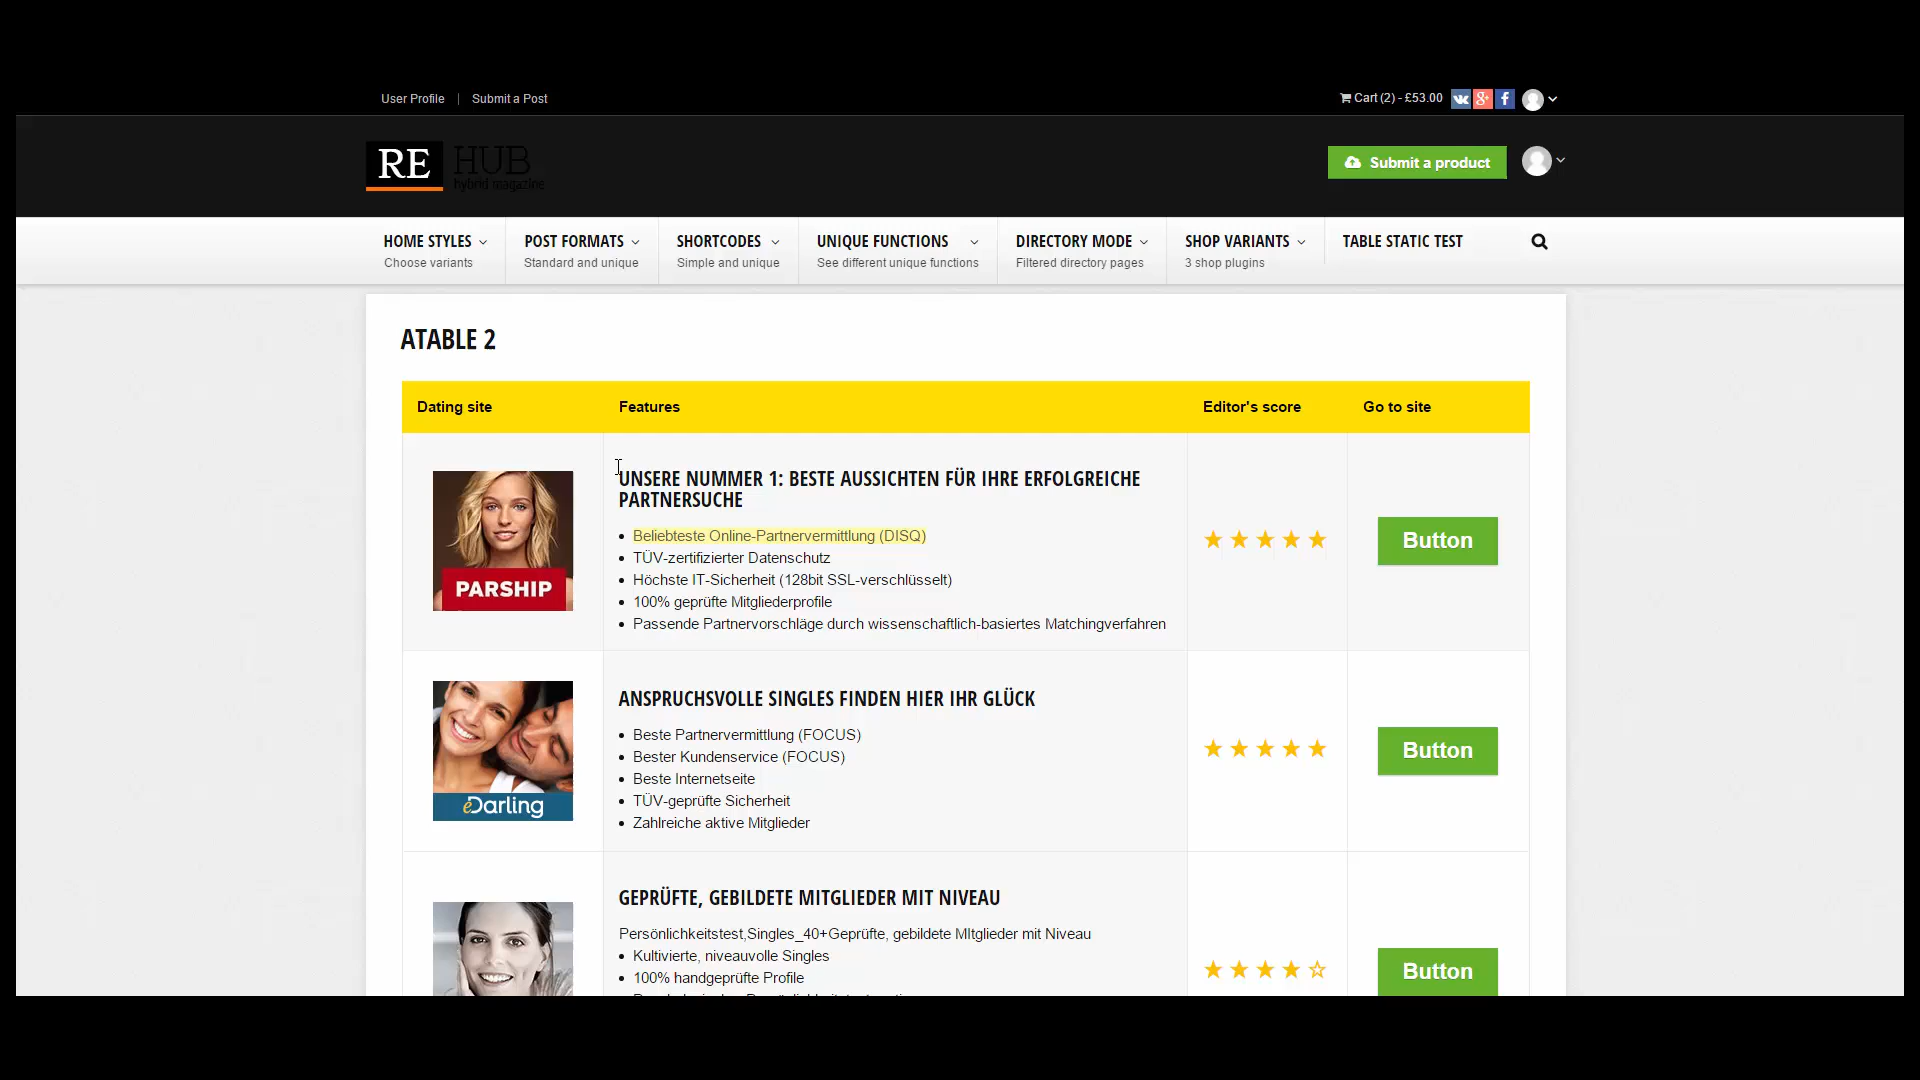 User Profile | Submit a Post
Cart (2) - £53.00
RE HUB
hybrid magazine
Submit a product
HOME STYLES
Choose variants
POST FORMATS
Standard and unique
SHORTCODES
Simple and unique
UNIQUE FUNCTIONS
See different unique functions
DIRECTORY MODE
Filtered directory pages
SHOP VARIANTS
3 shop plugins
TABLE STATIC TEST
ATABLE 2
Dating site Features Editor's score Go to site
PARSHIP
UNSERE NUMMER 1: BESTE AUSSICHTEN FÜR IHRE ERFOLGREICHE
PARTNERSUCHE
• Beliebteste Online-Partnervermittlung (DISQ)
• TÜV-zertifizierter Datenschutz
• Höchste IT-Sicherheit (128bit SSL-verschlüsselt)
• 100% geprüfte Mitgliederprofile
• Passende Partnervorschläge durch wissenschaftlich-basiertes Matchingverfahren
Button
eDarling
ANSPRUCHSVOLLE SINGLES FINDEN HIER IHR GLÜCK
• Beste Partnervermittlung (FOCUS)
• Bester Kundenservice (FOCUS)
• Beste Internetseite
• TÜV-geprüfte Sicherheit
• Zahlreiche aktive Mitglieder
Button
GEPRÜFTE, GEBILDETE MITGLIEDER MIT NIVEAU
Persönlichkeitstest,Singles_40+Geprüfte, gebildete MItglieder mit Niveau
• Kultivierte, niveauvolle Singles
• 100% handgeprüfte Profile
Button